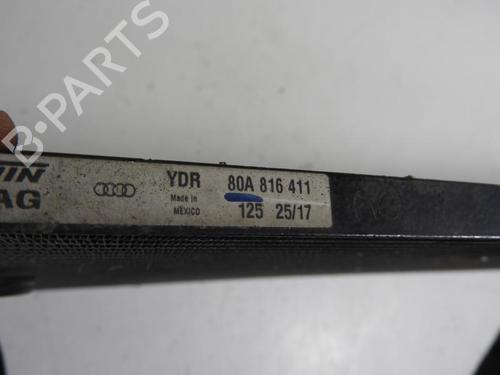 B-PARTS
YDR 80A 816 411
AG
Made in
MEXICO
125 25/17